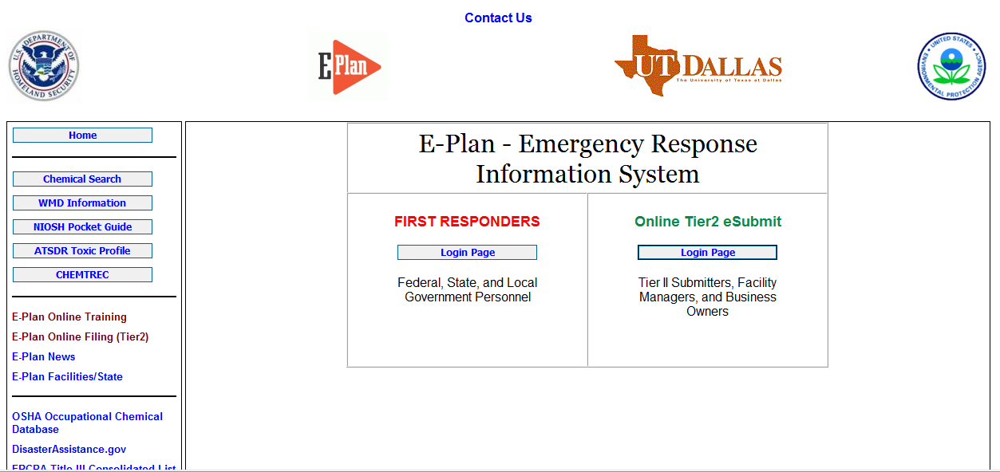 Contact Us
U.S. DEPARTMENT OF
HOMELAND SECURITY
E Plan
UT DALLAS
The University of Texas at Dallas
UNITED STATES
ENVIRONMENTAL PROTECTION AGENCY
Home
Chemical Search
WMD Information
NIOSH Pocket Guide
ATSDR Toxic Profile
CHEMTREC
E-Plan Online Training
E-Plan Online Filing (Tier2)
E-Plan News
E-Plan Facilities/State
OSHA Occupational Chemical
Database
DisasterAssistance.gov
EPCRA Title III Consolidated List
E-Plan - Emergency Response
Information System
FIRST RESPONDERS
Login Page
Federal, State, and Local
Government Personnel
Online Tier2 eSubmit
Login Page
Tier II Submitters, Facility
Managers, and Business
Owners